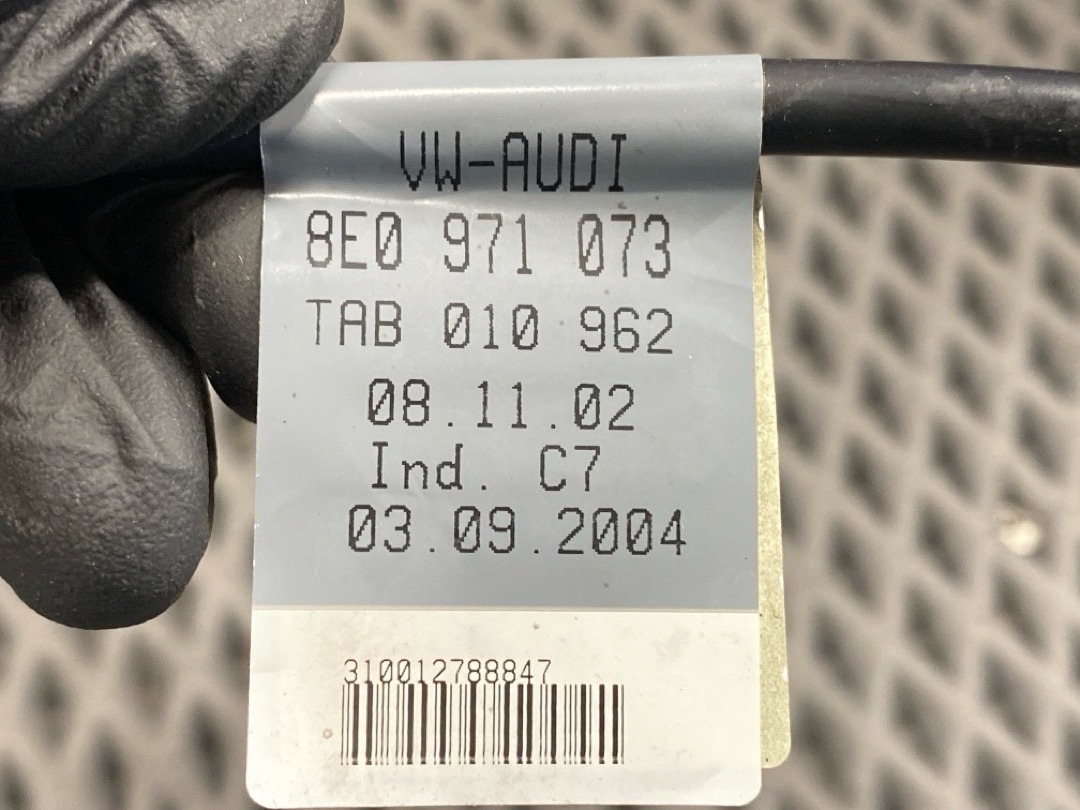 VW-AUDI
8E0 971 073
TAB 010 962
08.11.02
Ind. C7
03.09.2004
310012788847